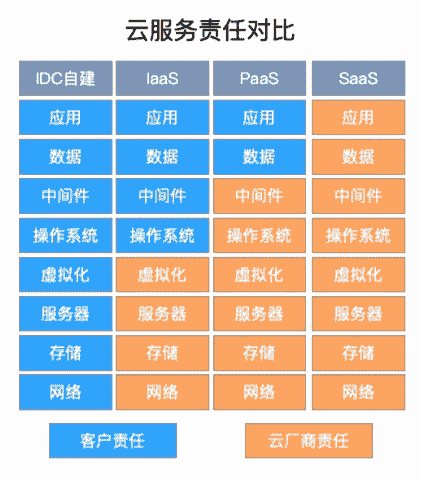 云服务责任对比
IDC自建 IaaS PaaS SaaS
应用 应用 应用 应用
数据 数据 数据 数据
中间件 中间件 中间件 中间件
操作系统 操作系统 操作系统 操作系统
虚拟化 虚拟化 虚拟化 虚拟化
服务器 服务器 服务器 服务器
存储 存储 存储 存储
网络 网络 网络 网络
客户责任 云厂商责任